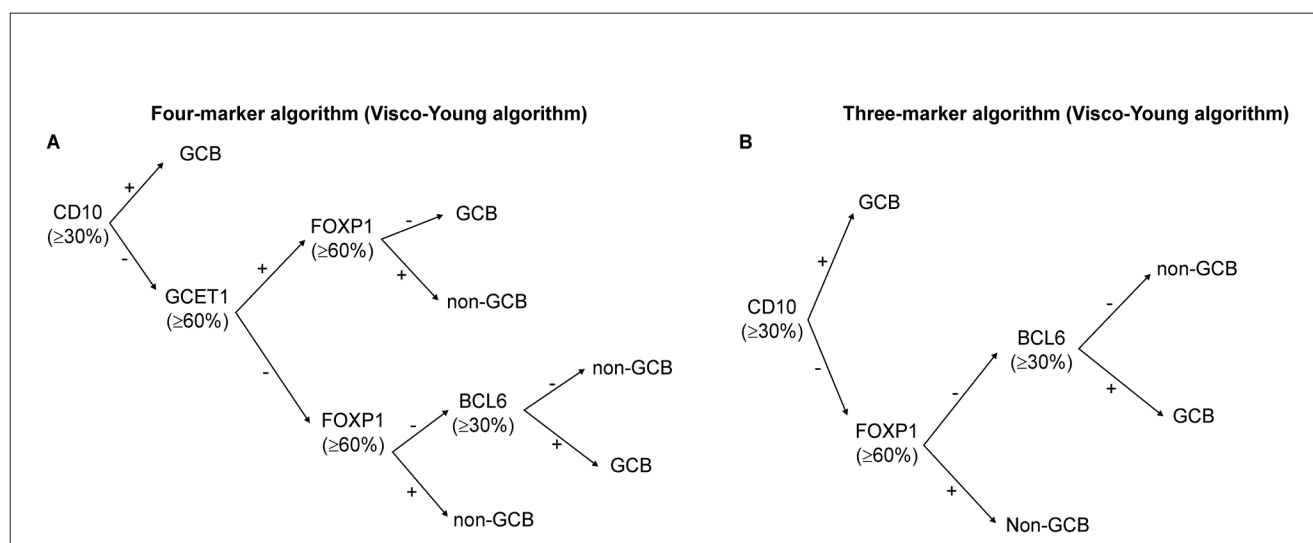 Four-marker algorithm (Visco-Young algorithm)
A
GCB
+
CD10
(≥30%)
-
GCET1
(≥60%)
+
FOXP1
(≥60%)
-
GCB
+
non-GCB
-
FOXP1
(≥60%)
-
BCL6
(≥30%)
-
non-GCB
+
GCB
+
non-GCB
Three-marker algorithm (Visco-Young algorithm)
B
GCB
+
CD10
(≥30%)
-
FOXP1
(≥60%)
-
BCL6
(≥30%)
-
non-GCB
+
GCB
+
Non-GCB